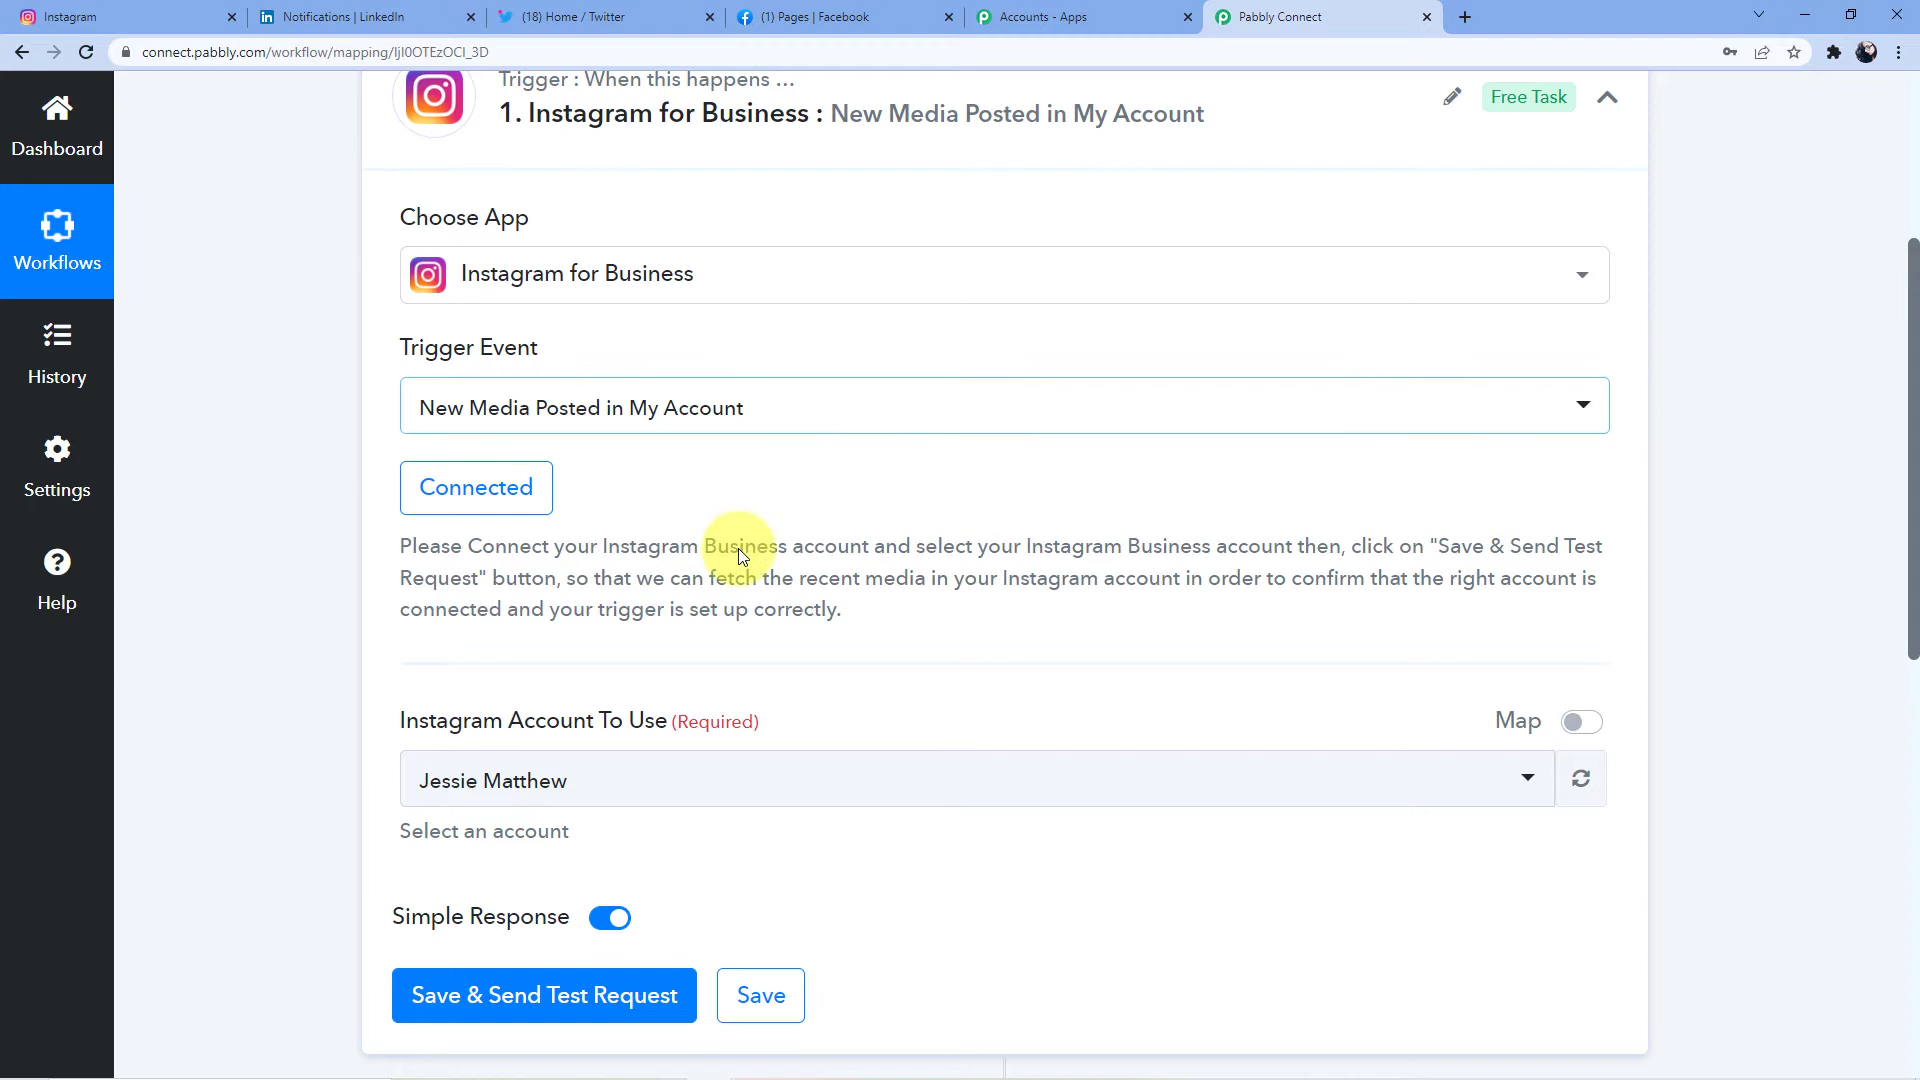 Instagram
Notifications | LinkedIn
(18) Home / Twitter
(1) Pages | Facebook
Accounts - Apps
Pabbly Connect
connect.pabbly.com/workflow/mapping/IjI0OTEzOCI_3D
Dashboard
Workflows
History
Settings
Help
Trigger : When this happens ...
1. Instagram for Business : New Media Posted in My Account
Free Task
Choose App
Instagram for Business
Trigger Event
New Media Posted in My Account
Connected
Please Connect your Instagram Business account and select your Instagram Business account then, click on "Save & Send Test
Request" button, so that we can fetch the recent media in your Instagram account in order to confirm that the right account is
connected and your trigger is set up correctly.
Instagram Account To Use (Required)
Map
Jessie Matthew
Select an account
Simple Response
Save & Send Test Request
Save